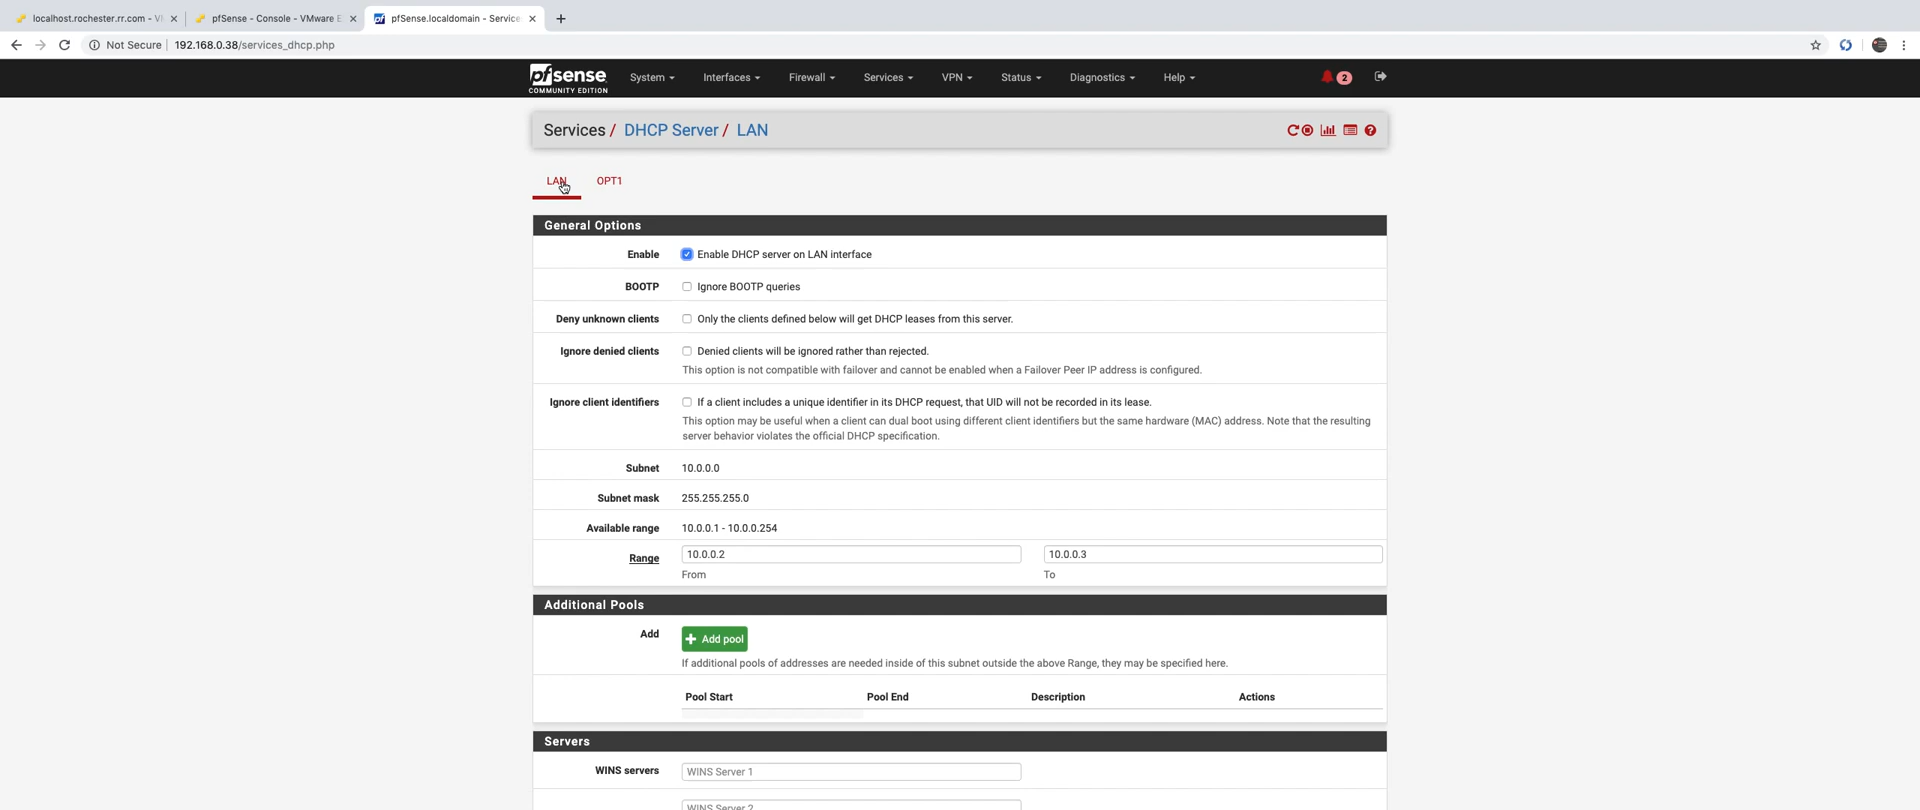 localhost.rochester.rr.com - VM
pfSense - Console - VMware E
pfSense.localdomain - Service
Not Secure
192.168.0.38/services_dhcp.php
pfsense
COMMUNITY EDITION
System
Interfaces
Firewall
Services
VPN
Status
Diagnostics
Help
2
Services / DHCP Server / LAN
LAN
OPT1
General Options
Enable
Enable DHCP server on LAN interface
BOOTP
Ignore BOOTP queries
Deny unknown clients
Only the clients defined below will get DHCP leases from this server.
Ignore denied clients
Denied clients will be ignored rather than rejected.
This option is not compatible with failover and cannot be enabled when a Failover Peer IP address is configured.
Ignore client identifiers
If a client includes a unique identifier in its DHCP request, that UID will not be recorded in its lease.
This option may be useful when a client can dual boot using different client identifiers but the same hardware (MAC) address. Note that the resulting
server behavior violates the official DHCP specification.
Subnet
10.0.0.0
Subnet mask
255.255.255.0
Available range
10.0.0.1 - 10.0.0.254
Range
10.0.0.2
10.0.0.3
From
To
Additional Pools
Add
Add pool
If additional pools of addresses are needed inside of this subnet outside the above Range, they may be specified here.
Pool Start
Pool End
Description
Actions
Servers
WINS servers
WINS Server 1
WINS Server 2